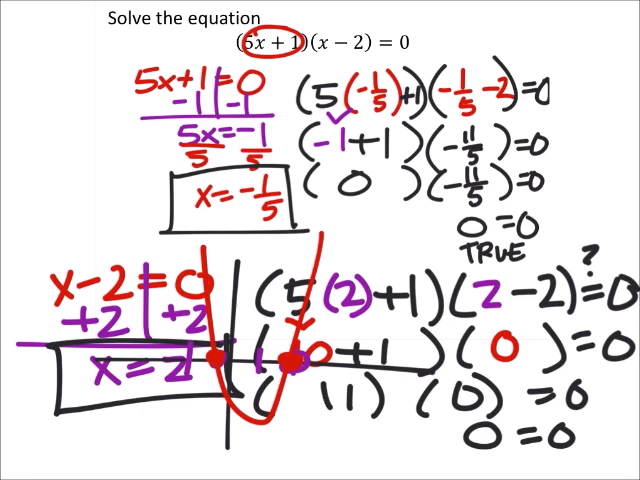 Solve the equation
(5x + 1)(x − 2) = 0
5x+1=0
-1 -1
5x=-1
5 5
x=-1/5
(5(-1/5)+1)(-1/5-2)=0
(-1+1)(-11/5)=0
(0)(-11/5)=0
0=0
TRUE
x-2=0
+2 +2
x=2
?
(5(2)+1)(2-2)=0
0+1)(0)=0
(11)(0)=0
0=0